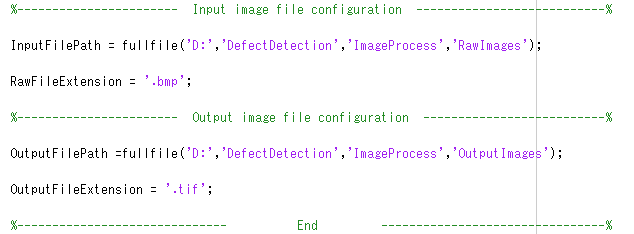 %-----------------------  Input image file configuration  ---------------------------%
InputFilePath = fullfile('D:','DefectDetection','ImageProcess','RawImages');
RawFileExtension = '.bmp';
%-----------------------  Output image file configuration  --------------------------%
OutputFilePath =fullfile('D:','DefectDetection','ImageProcess','OutputImages');
OutputFileExtension = '.tif';
%------------------------------          End         --------------------------------%